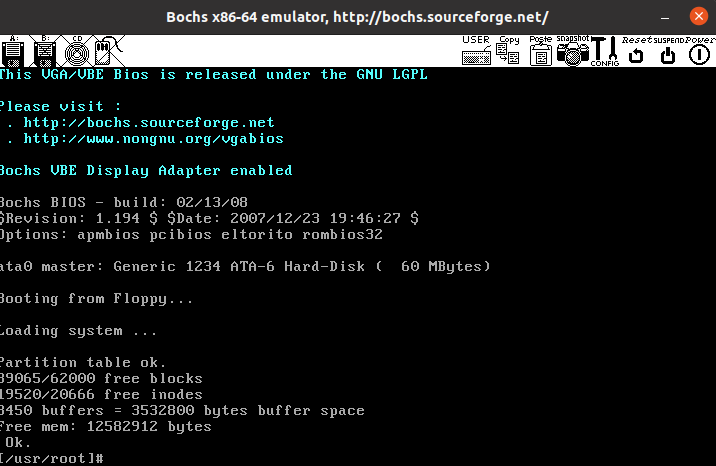 Bochs x86-64 emulator, http://bochs.sourceforge.net/
A: B: CD USER Copy Paste snapshot CONFIG Reset SUSPEND Power
This VGA/VBE Bios is released under the GNU LGPL
Please visit :
. http://bochs.sourceforge.net
. http://www.nongnu.org/vgabios
Bochs VBE Display Adapter enabled
Bochs BIOS - build: 02/13/08
$Revision: 1.194 $ $Date: 2007/12/23 19:46:27 $
Options: apmbios pcibios eltorito rombios32
ata0 master: Generic 1234 ATA-6 Hard-Disk ( 60 MBytes)
Booting from Floppy...
Loading system ...
Partition table ok.
39065/62000 free blocks
19520/20666 free inodes
3450 buffers = 3532800 bytes buffer space
Free mem: 12582912 bytes
Ok.
[/usr/root]#